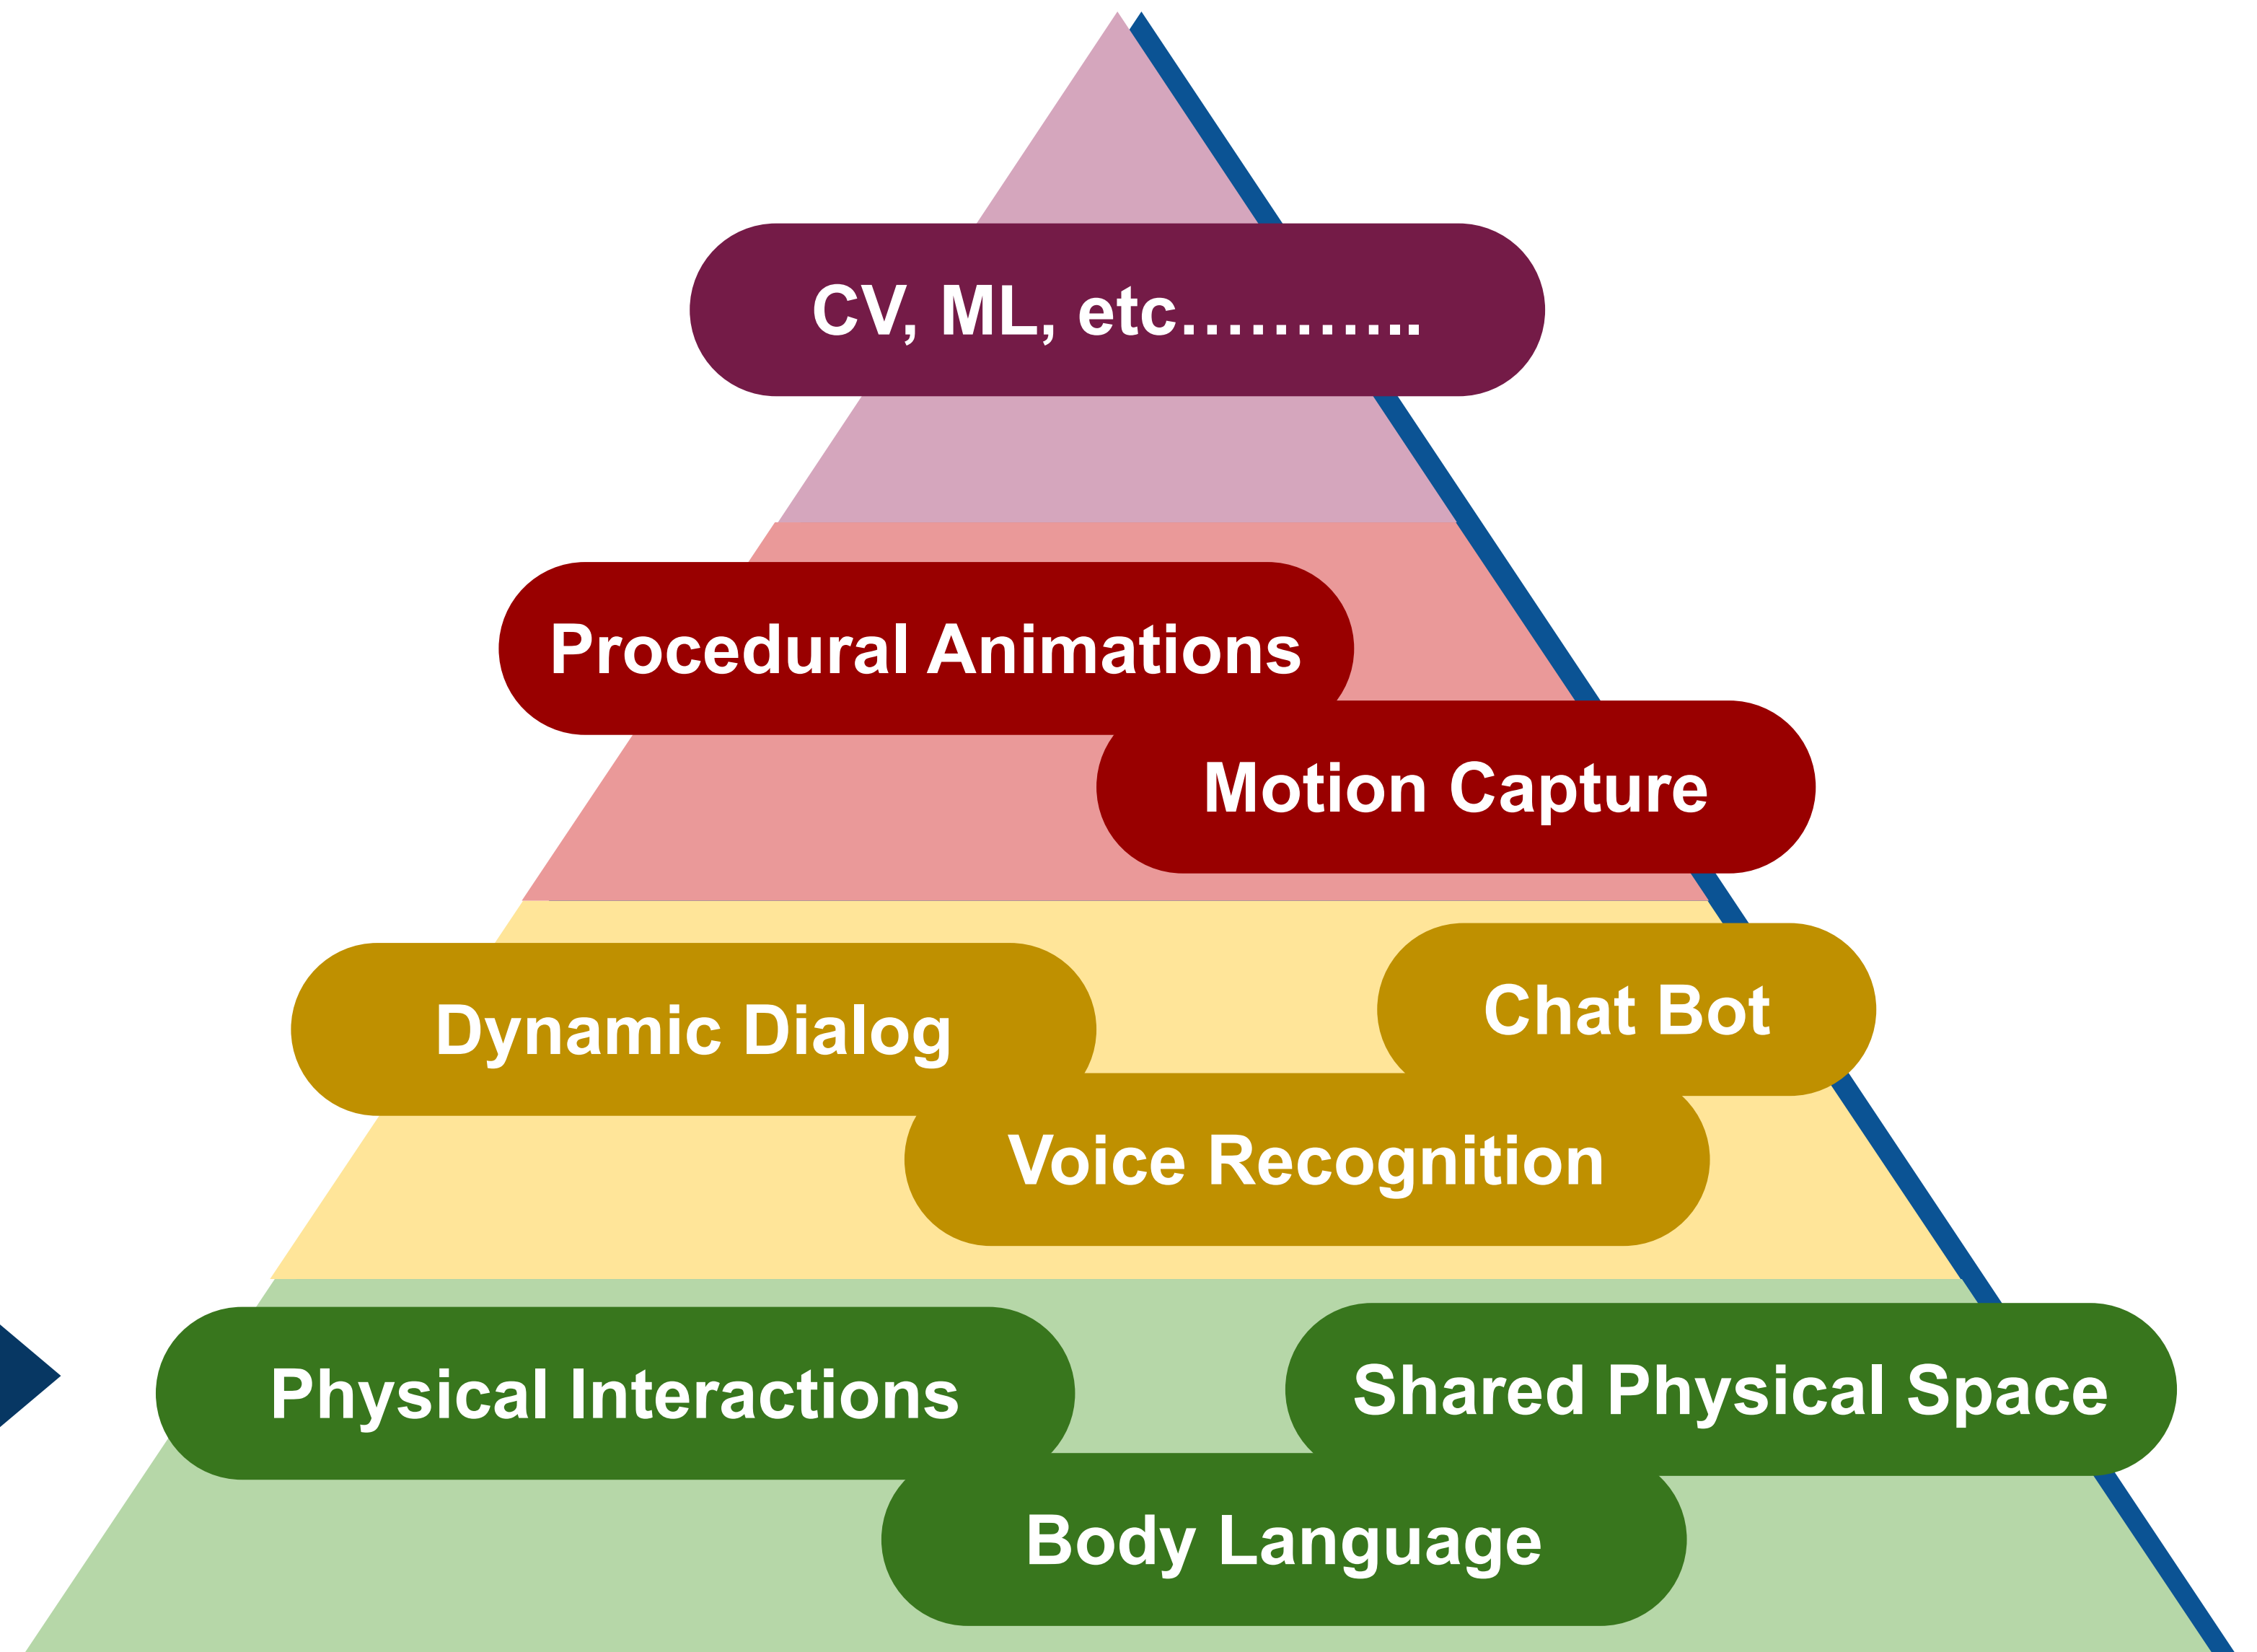 CV, ML, etc...........
Procedural Animations
Motion Capture
Dynamic Dialog
Chat Bot
Voice Recognition
Physical Interactions
Shared Physical Space
Body Language